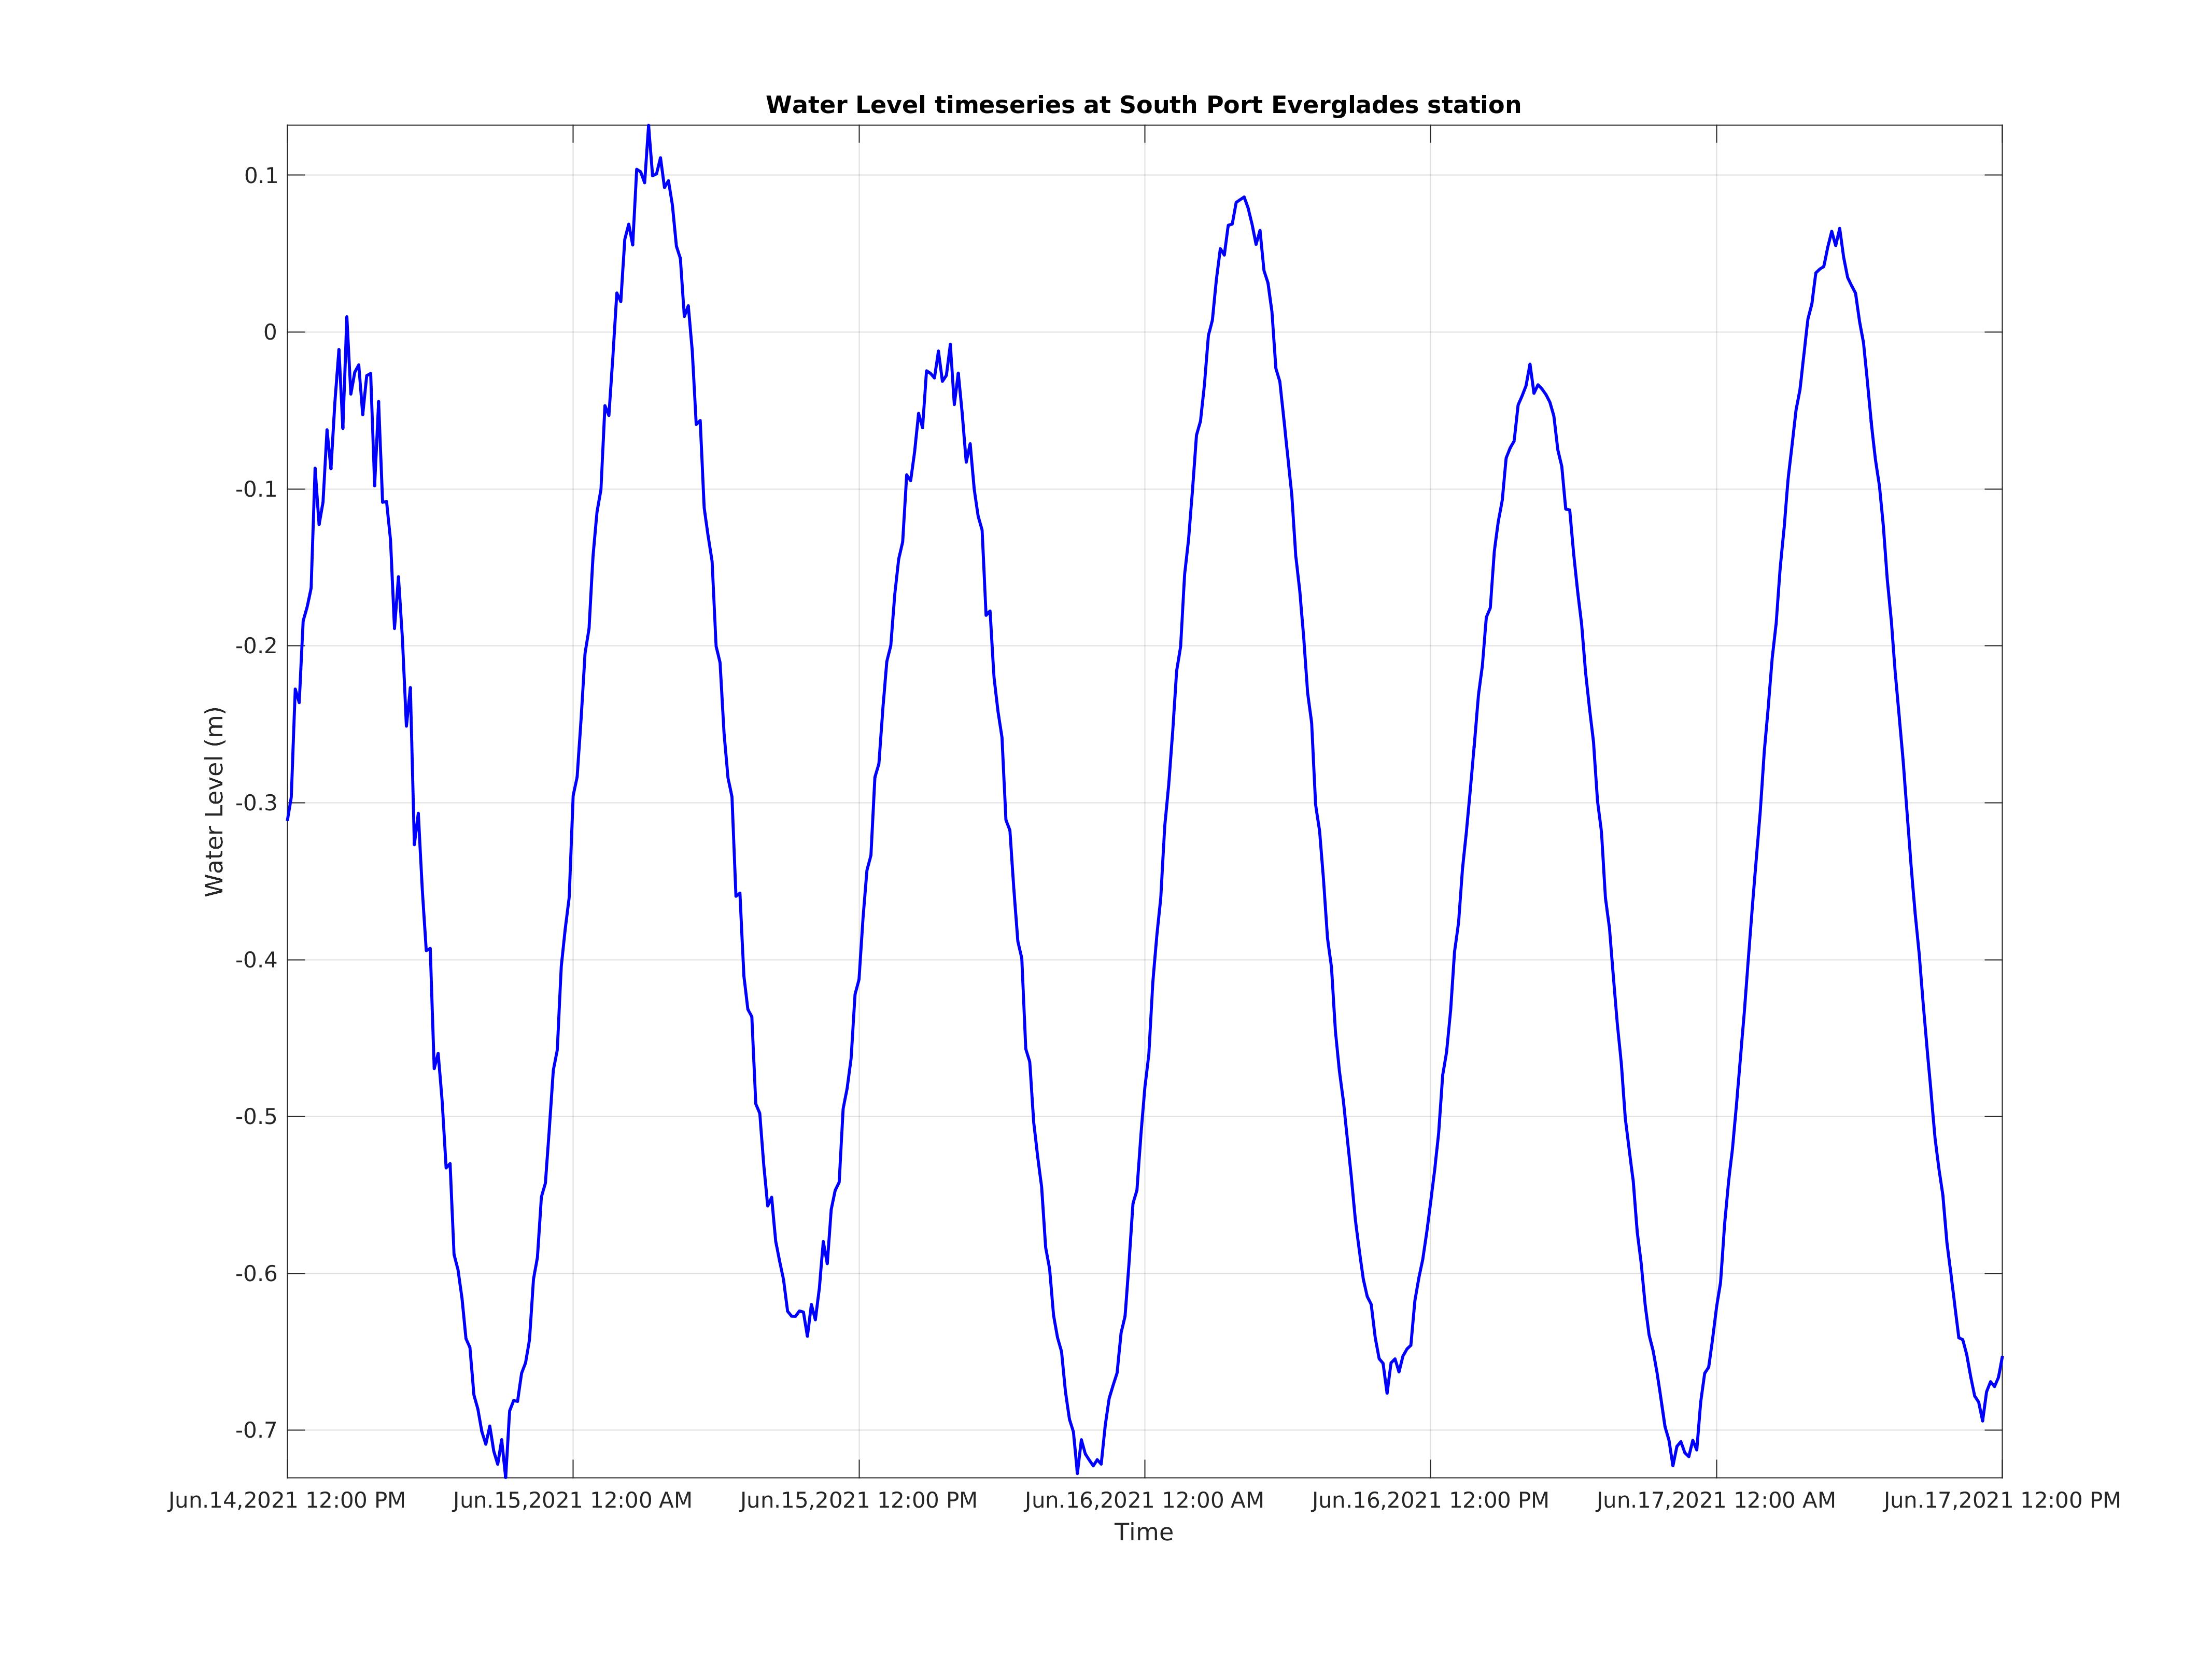 Water Level timeseries at South Port Everglades station
0.1
0
-0.1
-0.2
-0.3
-0.4
-0.5
-0.6
-0.7
Water Level (m)
Jun.14,2021 12:00 PM
Jun.15,2021 12:00 AM
Jun.15,2021 12:00 PM
Jun.16,2021 12:00 AM
Jun.16,2021 12:00 PM
Jun.17,2021 12:00 AM
Jun.17,2021 12:00 PM
Time